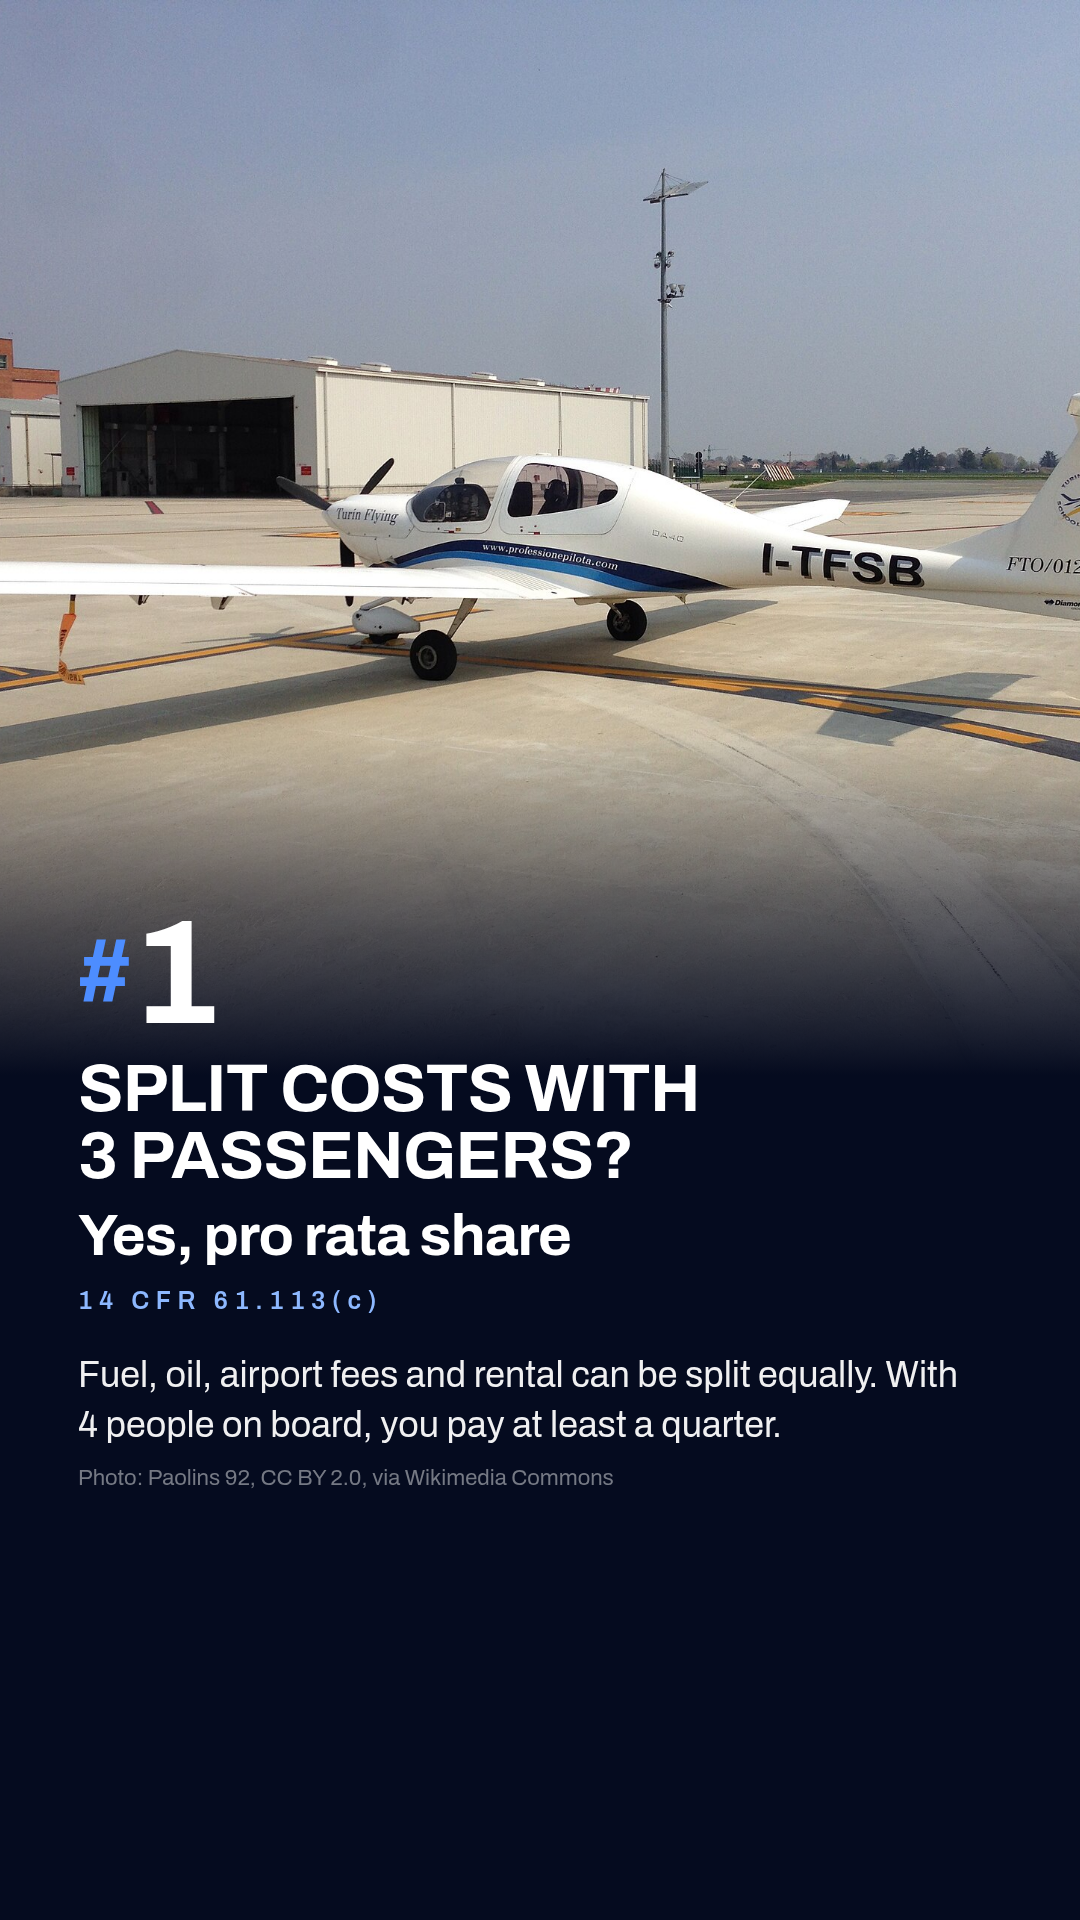 Turin Flying
www.professionepilota.com
DA40
I-TFSB
FTO/012
Diamon
#1
SPLIT COSTS WITH
3 PASSENGERS?
Yes, pro rata share
14 CFR 61.113(c)
Fuel, oil, airport fees and rental can be split equally. With
4 people on board, you pay at least a quarter.
Photo: Paolins 92, CC BY 2.0, via Wikimedia Commons